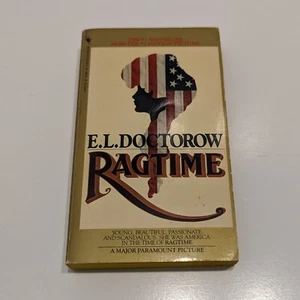 E.L.DOCTOROW
RAGTIME
YOUNG, BEAUTIFUL, PASSIONATE
AND SCANDALOUS, SHE WAS AMERICA
IN THE TIME OF RAGTIME.
A MAJOR PARAMOUNT PICTURE